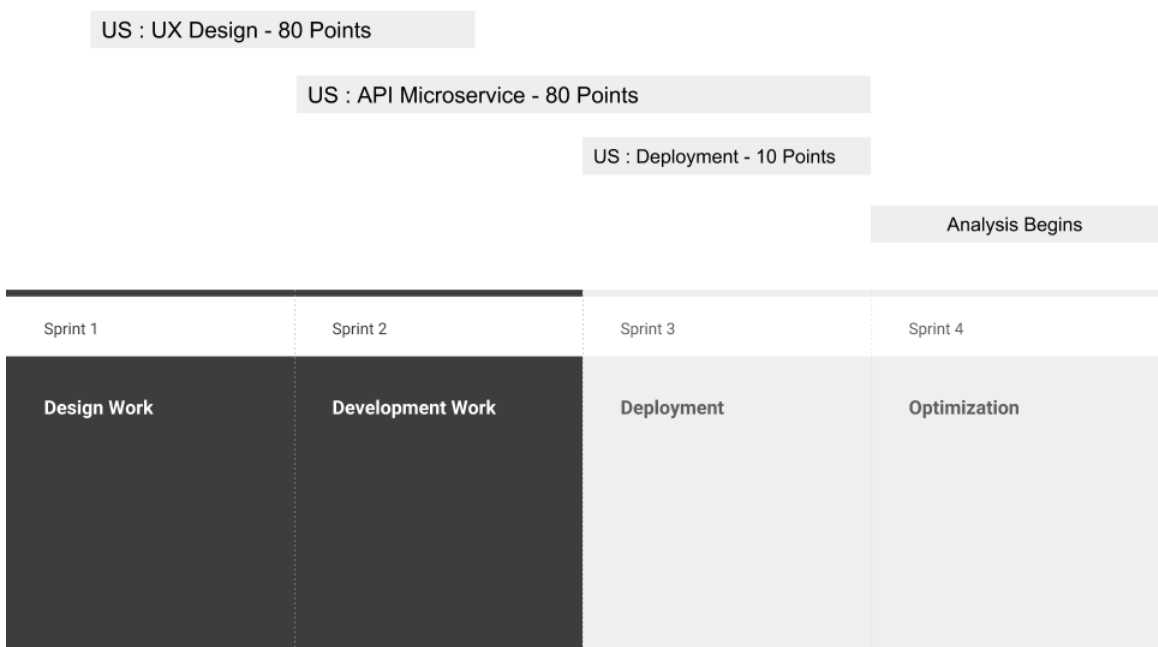 US : UX Design - 80 Points
US : API Microservice - 80 Points
US : Deployment - 10 Points
Analysis Begins
Sprint 1
Sprint 2
Sprint 3
Sprint 4
Design Work
Development Work
Deployment
Optimization